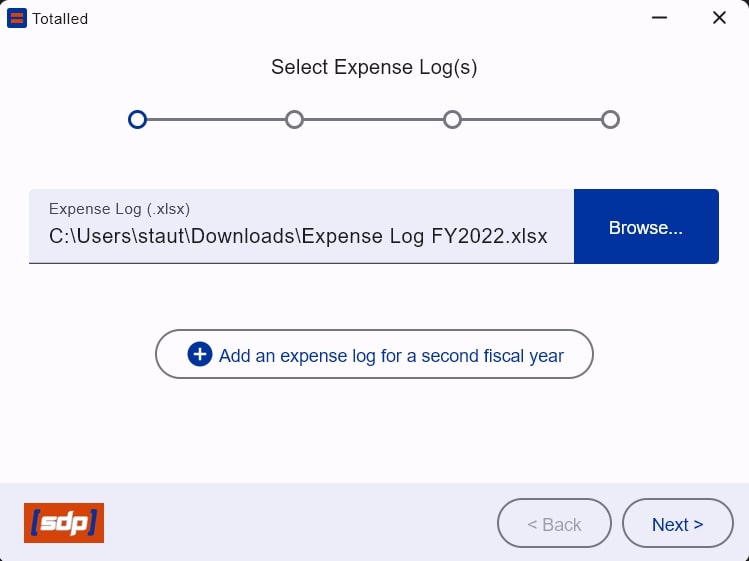 Totalled
Select Expense Log(s)
Expense Log (.xlsx)
C:\Users\staut\Downloads\Expense Log FY2022.xlsx
Browse...
Add an expense log for a second fiscal year
[sdp]
< Back
Next >